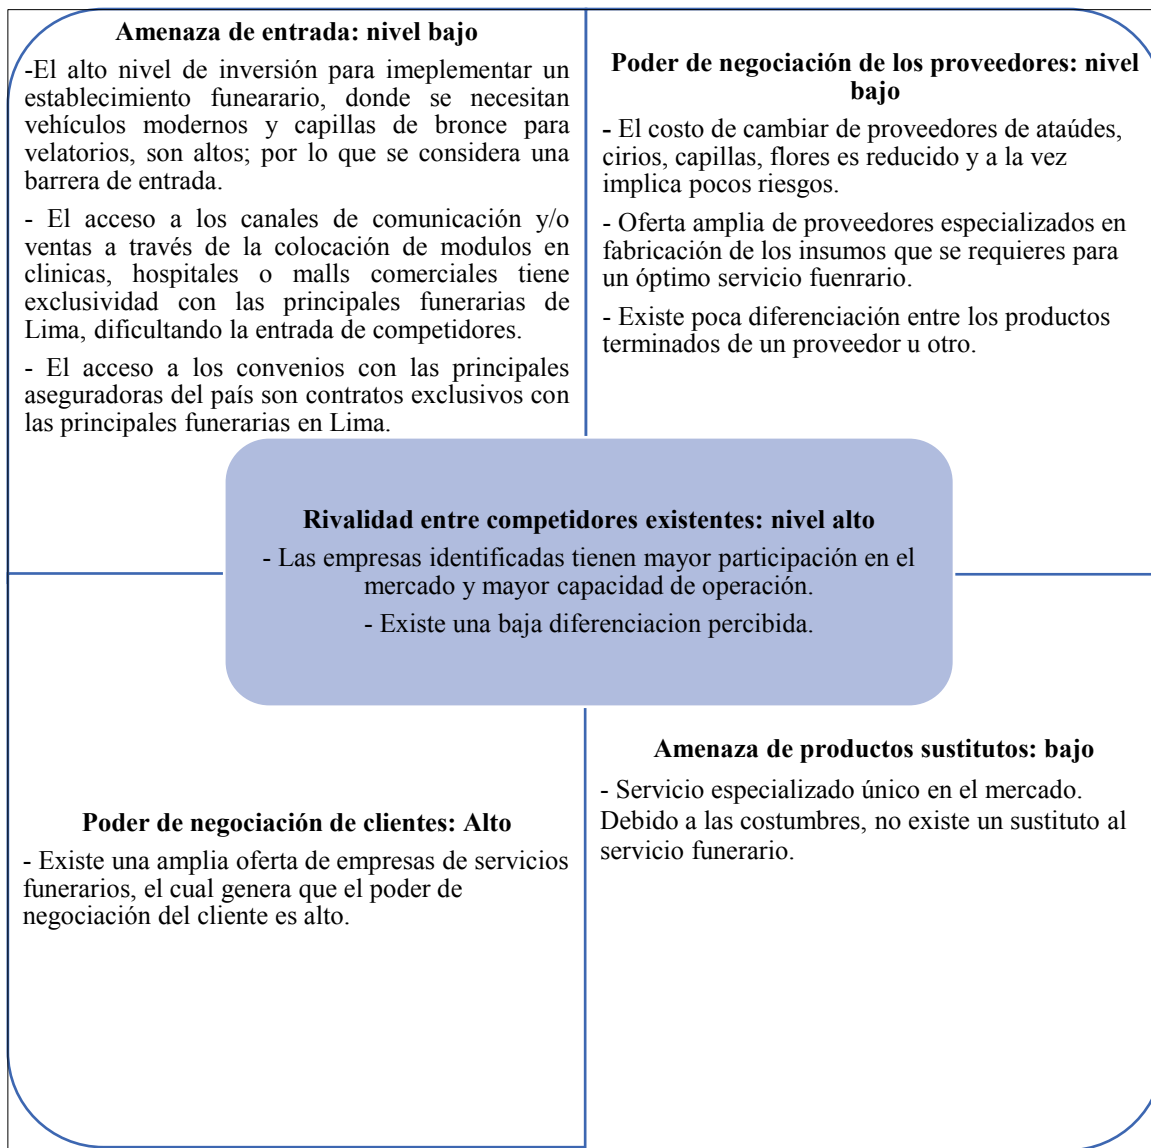 Amenaza de entrada: nivel bajo
-El alto nivel de inversión para imeplementar un
establecimiento funearario, donde se necesitan
vehículos modernos y capillas de bronce para
velatorios, son altos; por lo que se considera una
barrera de entrada.
- El acceso a los canales de comunicación y/o
ventas a través de la colocación de modulos en
clinicas, hospitales o malls comerciales tiene
exclusividad con las principales funerarias de
Lima, dificultando la entrada de competidores.
- El acceso a los convenios con las principales
aseguradoras del país son contratos exclusivos con
las principales funerarias en Lima.
Poder de negociación de los proveedores: nivel
bajo
- El costo de cambiar de proveedores de ataúdes,
cirios, capillas, flores es reducido y a la vez
implica pocos riesgos.
- Oferta amplia de proveedores especializados en
fabricación de los insumos que se requieres para
un óptimo servicio fuenrario.
- Existe poca diferenciación entre los productos
terminados de un proveedor u otro.
Rivalidad entre competidores existentes: nivel alto
- Las empresas identificadas tienen mayor participación en el
mercado y mayor capacidad de operación.
- Existe una baja diferenciacion percibida.
Poder de negociación de clientes: Alto
- Existe una amplia oferta de empresas de servicios
funerarios, el cual genera que el poder de
negociación del cliente es alto.
Amenaza de productos sustitutos: bajo
- Servicio especializado único en el mercado.
Debido a las costumbres, no existe un sustituto al
servicio funerario.